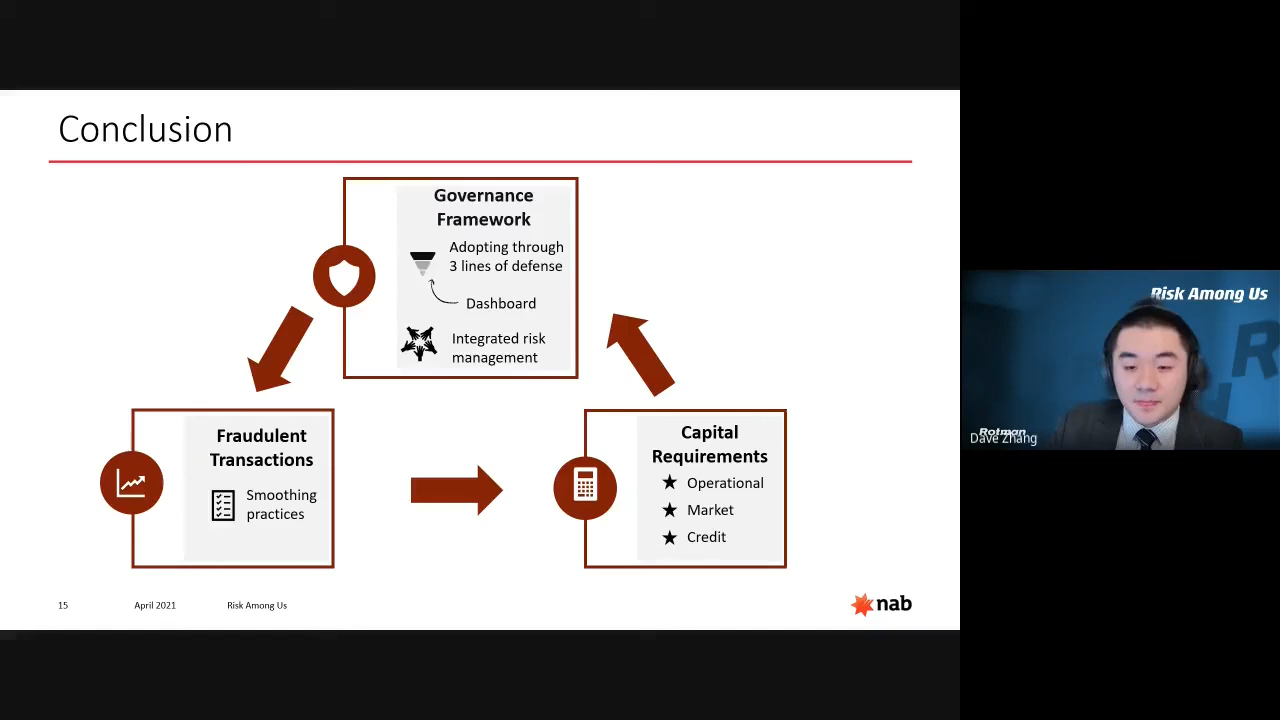 Conclusion
Governance
Framework
Adopting through
3 lines of defense
Dashboard
Integrated risk
management
Fraudulent
Transactions
Smoothing
practices
Capital
Requirements
Operational
Market
Credit
15
April 2021
Risk Among Us
nab
Risk Among Us
Rotman
Dave Zhang